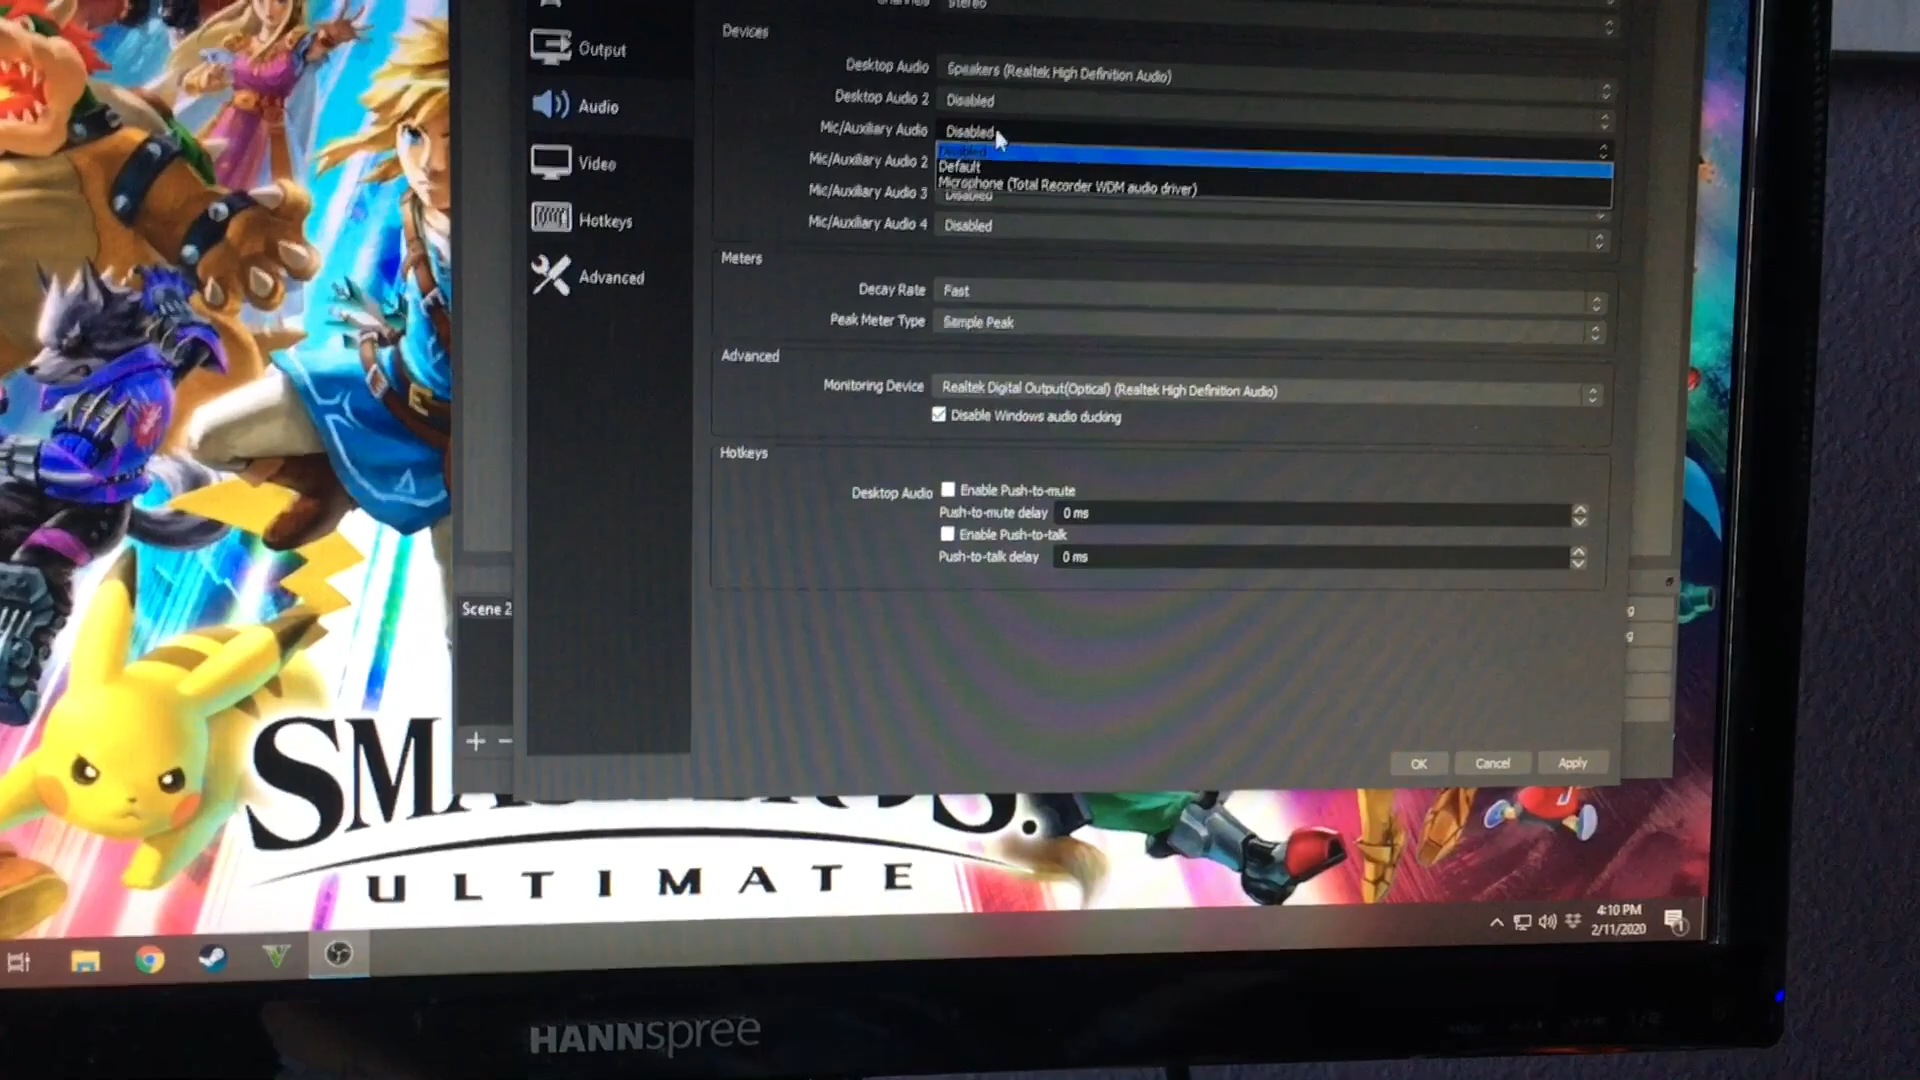 Channels Stereo
Devices
Output
Desktop Audio Speakers (Realtek High Definition Audio)
Audio
Desktop Audio 2 Disabled
Mic/Auxiliary Audio Disabled
Disabled
Mic/Auxiliary Audio 2
Default
Video
Microphone (Total Recorder WDM audio driver)
Mic/Auxiliary Audio 3 Disabled
Hotkeys
Mic/Auxiliary Audio 4 Disabled
Meters
Advanced
Decay Rate Fast
Peak Meter Type Sample Peak
Advanced
Monitoring Device Realtek Digital Output(Optical) (Realtek High Definition Audio)
Disable Windows audio ducking
Hotkeys
Desktop Audio Enable Push-to-mute
Push-to-mute delay 0 ms
Enable Push-to-talk
Push-to-talk delay 0 ms
Scene 2
g
g
OK Cancel Apply
S.
ULTIMATE
4:10 PM
2/11/2020
1
HANNspree